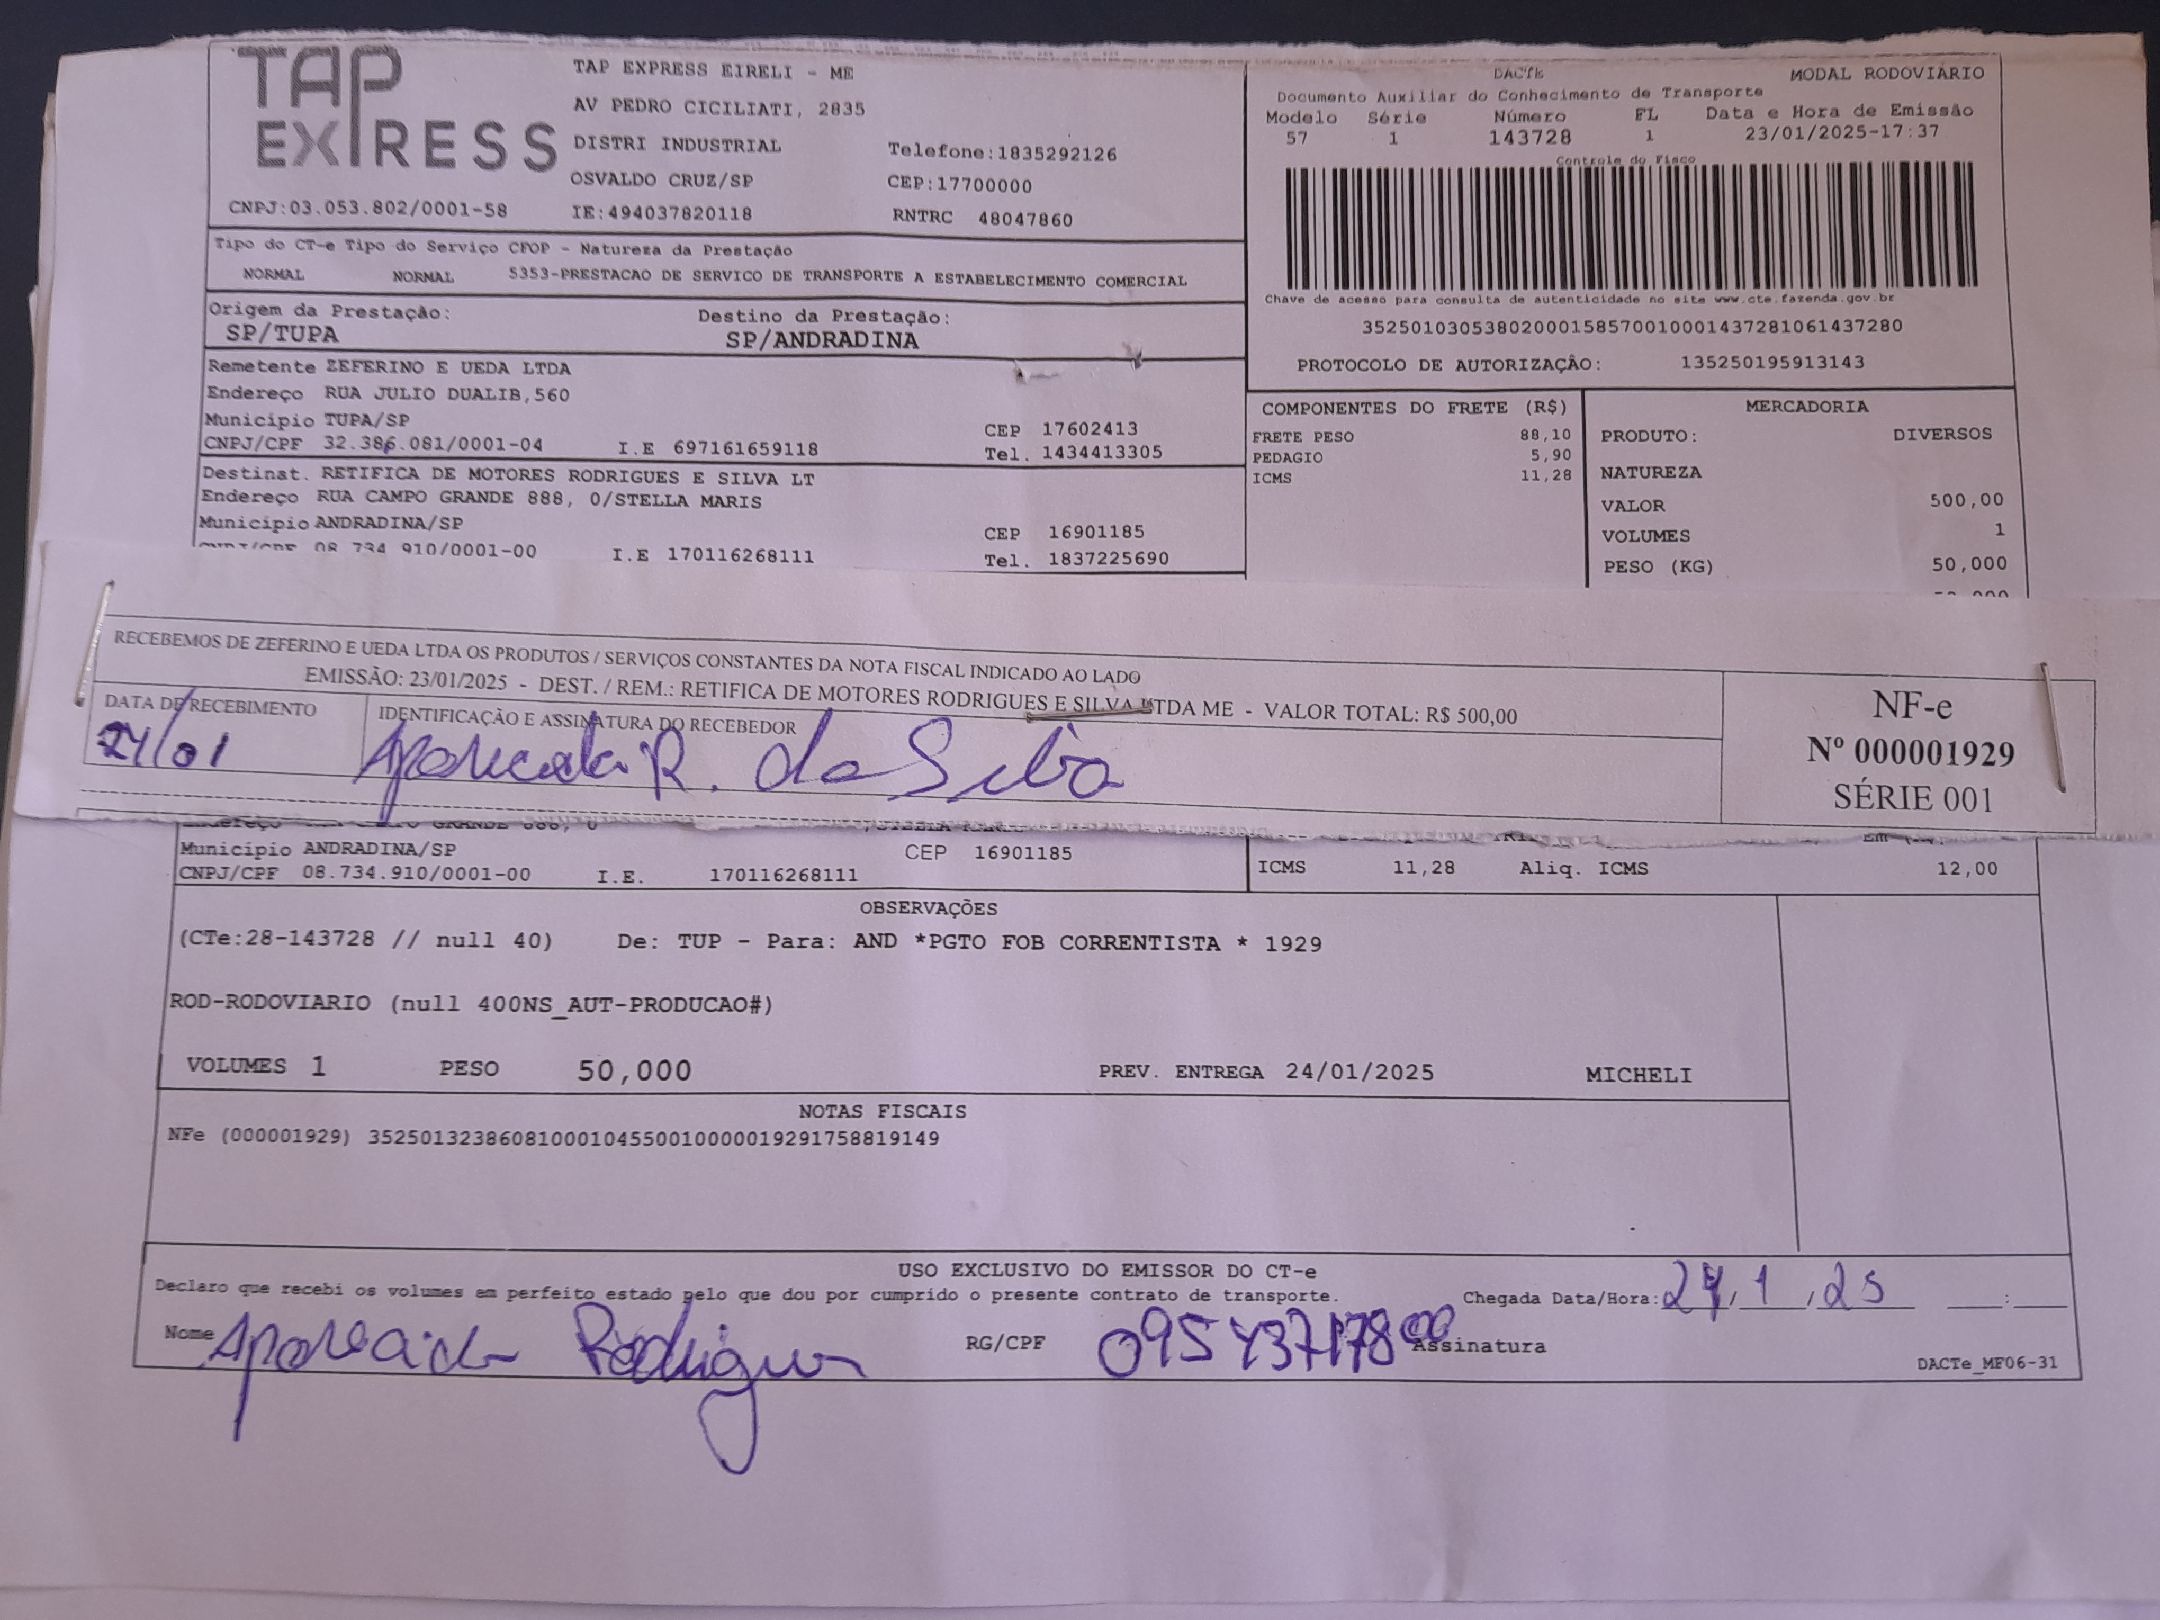 TAP EXPRESS
TAP EXPRESS EIRELI - ME
AV PEDRO CICILIATI, 2835
DISTRI INDUSTRIAL Telefone:1835292126
OSVALDO CRUZ/SP CEP:17700000
CNPJ:03.053.802/0001-58 IE:494037820118 RNTRC 48047860
DACTE MODAL RODOVIARIO
Documento Auxiliar do Conhecimento de Transporte
Modelo Série Número FL Data e Hora de Emissão
57 1 143728 1 23/01/2025-17:37
Controle do Fisco
Chave de acesso para consulta de autenticidade no site www.cte.fazenda.gov.br
35250103053802000158570010001437281061437280
PROTOCOLO DE AUTORIZAÇÃO: 135250195913143
Tipo do CT-e Tipo do Serviço CFOP - Natureza da Prestação
NORMAL NORMAL 5353-PRESTACAO DE SERVICO DE TRANSPORTE A ESTABELECIMENTO COMERCIAL
Origem da Prestação: Destino da Prestação:
SP/TUPA SP/ANDRADINA
Remetente ZEFERINO E UEDA LTDA
Endereço RUA JULIO DUALIB,560
Município TUPA/SP CEP 17602413
CNPJ/CPF 32.386.081/0001-04 I.E 697161659118 Tel. 1434413305
Destinat. RETIFICA DE MOTORES RODRIGUES E SILVA LT
Endereço RUA CAMPO GRANDE 888, 0/STELLA MARIS
Município ANDRADINA/SP CEP 16901185
CNPJ/CPF 08.734.910/0001-00 I.E 170116268111 Tel. 1837225690
COMPONENTES DO FRETE (R$)
FRETE PESO 88,10
PEDAGIO 5,90
ICMS 11,28
MERCADORIA
PRODUTO: DIVERSOS
NATUREZA
VALOR 500,00
VOLUMES 1
PESO (KG) 50,000
RECEBEMOS DE ZEFERINO E UEDA LTDA OS PRODUTOS / SERVIÇOS CONSTANTES DA NOTA FISCAL INDICADO AO LADO
EMISSÃO: 23/01/2025 - DEST. / REM.: RETIFICA DE MOTORES RODRIGUES E SILVA LTDA ME - VALOR TOTAL: R$ 500,00
DATA DE RECEBIMENTO IDENTIFICAÇÃO E ASSINATURA DO RECEBEDOR
24/01 Aparecida R. da Silva
NF-e
Nº 000001929
SÉRIE 001
Município ANDRADINA/SP CEP 16901185
CNPJ/CPF 08.734.910/0001-00 I.E. 170116268111
ICMS 11,28 Aliq. ICMS 12,00
OBSERVAÇÕES
(CTe:28-143728 // null 40) De: TUP - Para: AND *PGTO FOB CORRENTISTA * 1929
ROD-RODOVIARIO (null 400NS_AUT-PRODUCAO#)
VOLUMES 1 PESO 50,000 PREV. ENTREGA 24/01/2025 MICHELI
NOTAS FISCAIS
NFe (000001929) 35250132386081000104550010000019291758819149
USO EXCLUSIVO DO EMISSOR DO CT-e
Declaro que recebi os volumes em perfeito estado pelo que dou por cumprido o presente contrato de transporte. Chegada Data/Hora: 24/1/25 :
Nome Aparecida Rodrigues RG/CPF Assinatura
DACTe_MF06-31